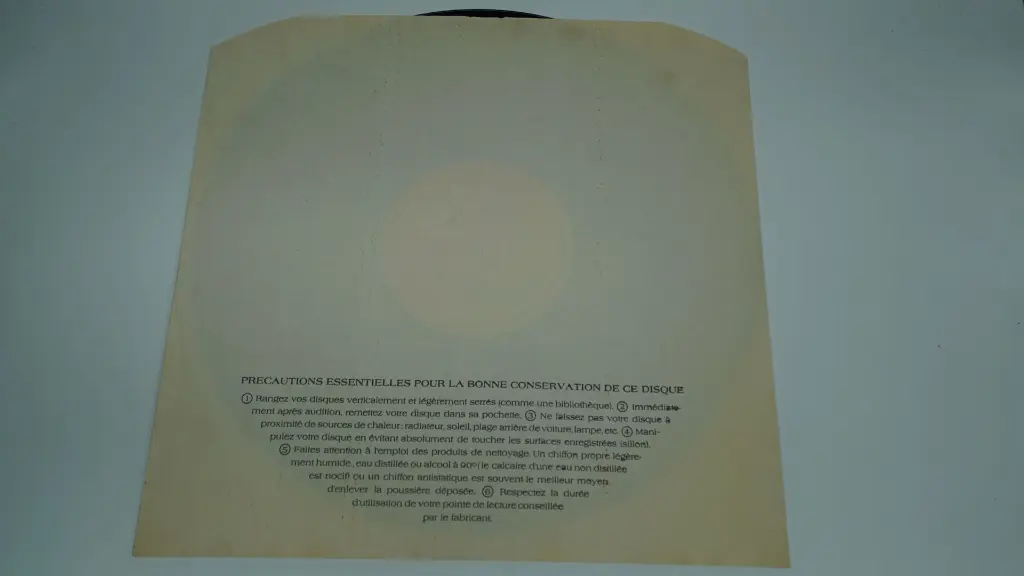 PRECAUTIONS ESSENTIELLES POUR LA BONNE CONSERVATION DE CE DISQUE
① Rangez vos disques verticalement et légèrement serrés (comme une bibliothèque). ② Immédiate-
ment après audition, remettez votre disque dans sa pochette. ③ Ne laissez pas votre disque à
proximité de sources de chaleur: radiateur, soleil, plage arrière de voiture, lampe, etc. ④ Mani-
pulez votre disque en évitant absolument de toucher les surfaces enregistrées (sillon).
⑤ Faites attention à l'emploi des produits de nettoyage. Un chiffon propre légère-
ment humide, eau distillée ou alcool à 90° (le calcaire d'une eau non distillée
est nocif) ou un chiffon antistatique est souvent le meilleur moyen
d'enlever la poussière déposée. ⑥ Respectez la durée
d'utilisation de votre pointe de lecture conseillée
par le fabricant.